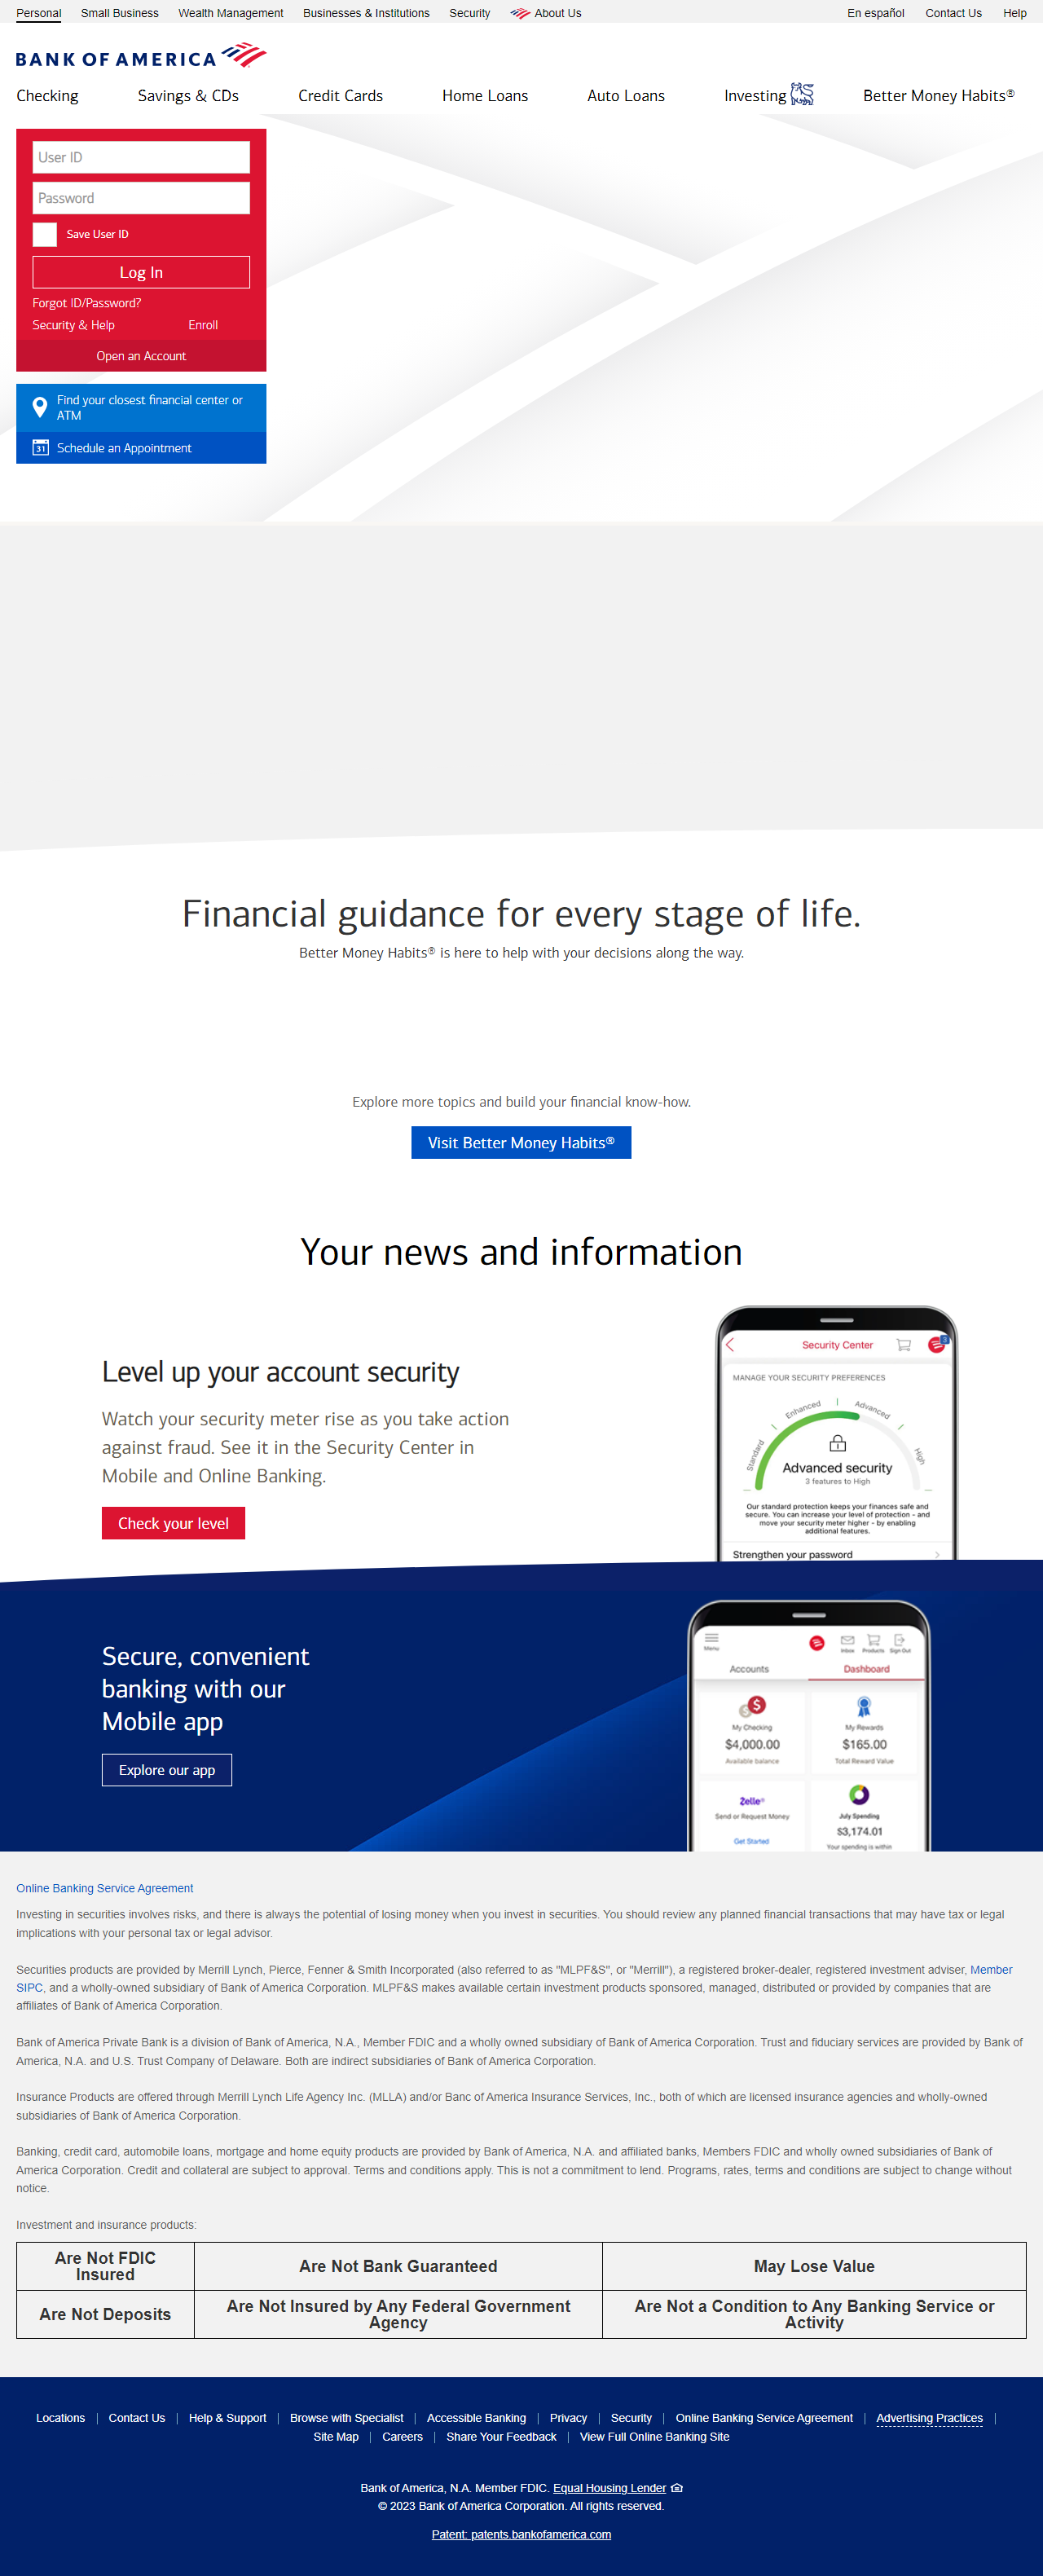 Personal Small Business Wealth Management Businesses & Institutions Security About Us En español Contact Us Help
BANK OF AMERICA
Checking Savings & CDs Credit Cards Home Loans Auto Loans Investing Better Money Habits®
User ID
Password
Save User ID
Log In
Forgot ID/Password?
Security & Help Enroll
Open an Account
Find your closest financial center or
ATM
31 Schedule an Appointment
Financial guidance for every stage of life.
Better Money Habits® is here to help with your decisions along the way.
Explore more topics and build your financial know-how.
Visit Better Money Habits®
Your news and information
Level up your account security
Watch your security meter rise as you take action
against fraud. See it in the Security Center in
Mobile and Online Banking.
Check your level
Security Center 3
MANAGE YOUR SECURITY PREFERENCES
Standard Enhanced Advanced High
Advanced security
3 features to High
Our standard protection keeps your finances safe and
secure. You can increase your level of protection - and
move your security meter higher - by enabling
additional features.
Strengthen your password
Secure, convenient
banking with our
Mobile app
Explore our app
Menu Inbox Products Sign Out
Accounts Dashboard
My Checking My Rewards
$4,000.00 $165.00
Available balance Total Reward Value
Zelle®
Send or Request Money July Spending
$3,174.01
Get Started Your spending is within
Online Banking Service Agreement
Investing in securities involves risks, and there is always the potential of losing money when you invest in securities. You should review any planned financial transactions that may have tax or legal
implications with your personal tax or legal advisor.
Securities products are provided by Merrill Lynch, Pierce, Fenner & Smith Incorporated (also referred to as "MLPF&S", or "Merrill"), a registered broker-dealer, registered investment adviser, Member
SIPC, and a wholly-owned subsidiary of Bank of America Corporation. MLPF&S makes available certain investment products sponsored, managed, distributed or provided by companies that are
affiliates of Bank of America Corporation.
Bank of America Private Bank is a division of Bank of America, N.A., Member FDIC and a wholly owned subsidiary of Bank of America Corporation. Trust and fiduciary services are provided by Bank of
America, N.A. and U.S. Trust Company of Delaware. Both are indirect subsidiaries of Bank of America Corporation.
Insurance Products are offered through Merrill Lynch Life Agency Inc. (MLLA) and/or Banc of America Insurance Services, Inc., both of which are licensed insurance agencies and wholly-owned
subsidiaries of Bank of America Corporation.
Banking, credit card, automobile loans, mortgage and home equity products are provided by Bank of America, N.A. and affiliated banks, Members FDIC and wholly owned subsidiaries of Bank of
America Corporation. Credit and collateral are subject to approval. Terms and conditions apply. This is not a commitment to lend. Programs, rates, terms and conditions are subject to change without
notice.
Investment and insurance products:
Are Not FDIC
Insured
Are Not Bank Guaranteed
May Lose Value
Are Not Deposits
Are Not Insured by Any Federal Government
Agency
Are Not a Condition to Any Banking Service or
Activity
Locations | Contact Us | Help & Support | Browse with Specialist | Accessible Banking | Privacy | Security | Online Banking Service Agreement | Advertising Practices |
Site Map | Careers | Share Your Feedback | View Full Online Banking Site
Bank of America, N.A. Member FDIC. Equal Housing Lender
© 2023 Bank of America Corporation. All rights reserved.
Patent: patents.bankofamerica.com